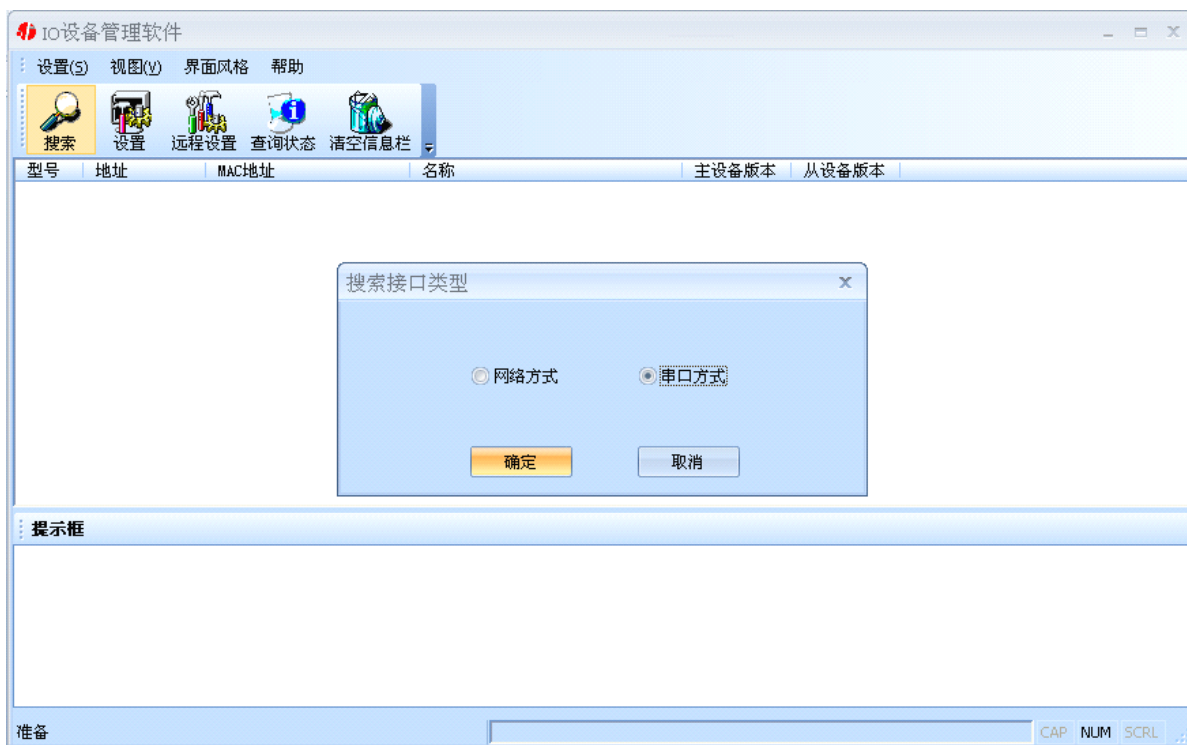 IO设备管理软件
设置(S) 视图(V) 界面风格 帮助
搜索 设置 远程设置 查询状态 清空信息栏
型号 地址 MAC地址 名称 主设备版本 从设备版本
搜索接口类型
网络方式 串口方式
确定 取消
提示框
准备 CAP NUM SCRL